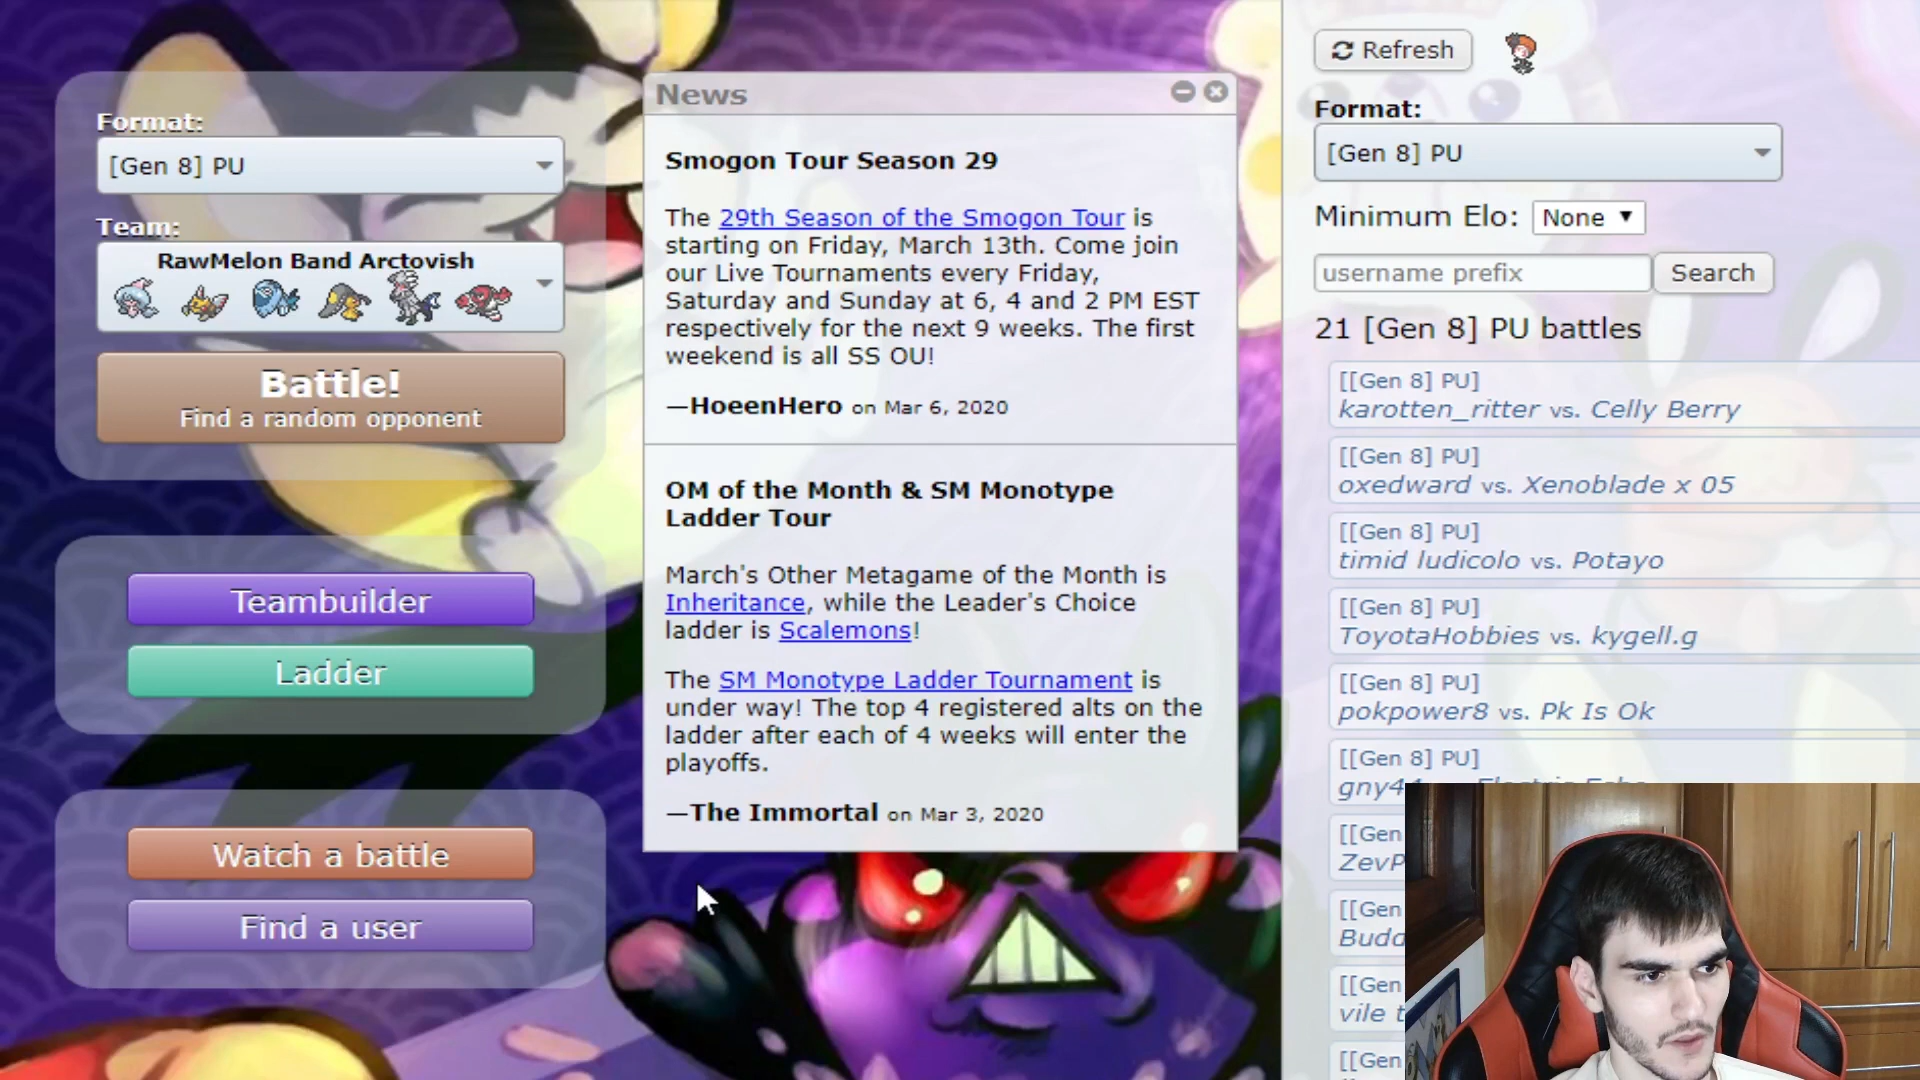 Format:
[Gen 8] PU
Team:
RawMelon Band Arctovish
Battle!
Find a random opponent
Teambuilder
Ladder
Watch a battle
Find a user
News
Smogon Tour Season 29
The 29th Season of the Smogon Tour is
starting on Friday, March 13th. Come join
our Live Tournaments every Friday,
Saturday and Sunday at 6, 4 and 2 PM EST
respectively for the next 9 weeks. The first
weekend is all SS OU!
—HoeenHero on Mar 6, 2020
OM of the Month & SM Monotype
Ladder Tour
March's Other Metagame of the Month is
Inheritance, while the Leader's Choice
ladder is Scalemons!
The SM Monotype Ladder Tournament is
under way! The top 4 registered alts on the
ladder after each of 4 weeks will enter the
playoffs.
—The Immortal on Mar 3, 2020
Refresh
Format:
[Gen 8] PU
Minimum Elo: None
username prefix Search
21 [Gen 8] PU battles
[[Gen 8] PU]
karotten_ritter vs. Celly Berry
[[Gen 8] PU]
oxedward vs. Xenoblade x 05
[[Gen 8] PU]
timid ludicolo vs. Potayo
[[Gen 8] PU]
ToyotaHobbies vs. kygell.g
[[Gen 8] PU]
pokpower8 vs. Pk Is Ok
[[Gen 8] PU]
[[Gen
ZevP
[[Gen
Budd
[[Gen
vile t
[[Gen